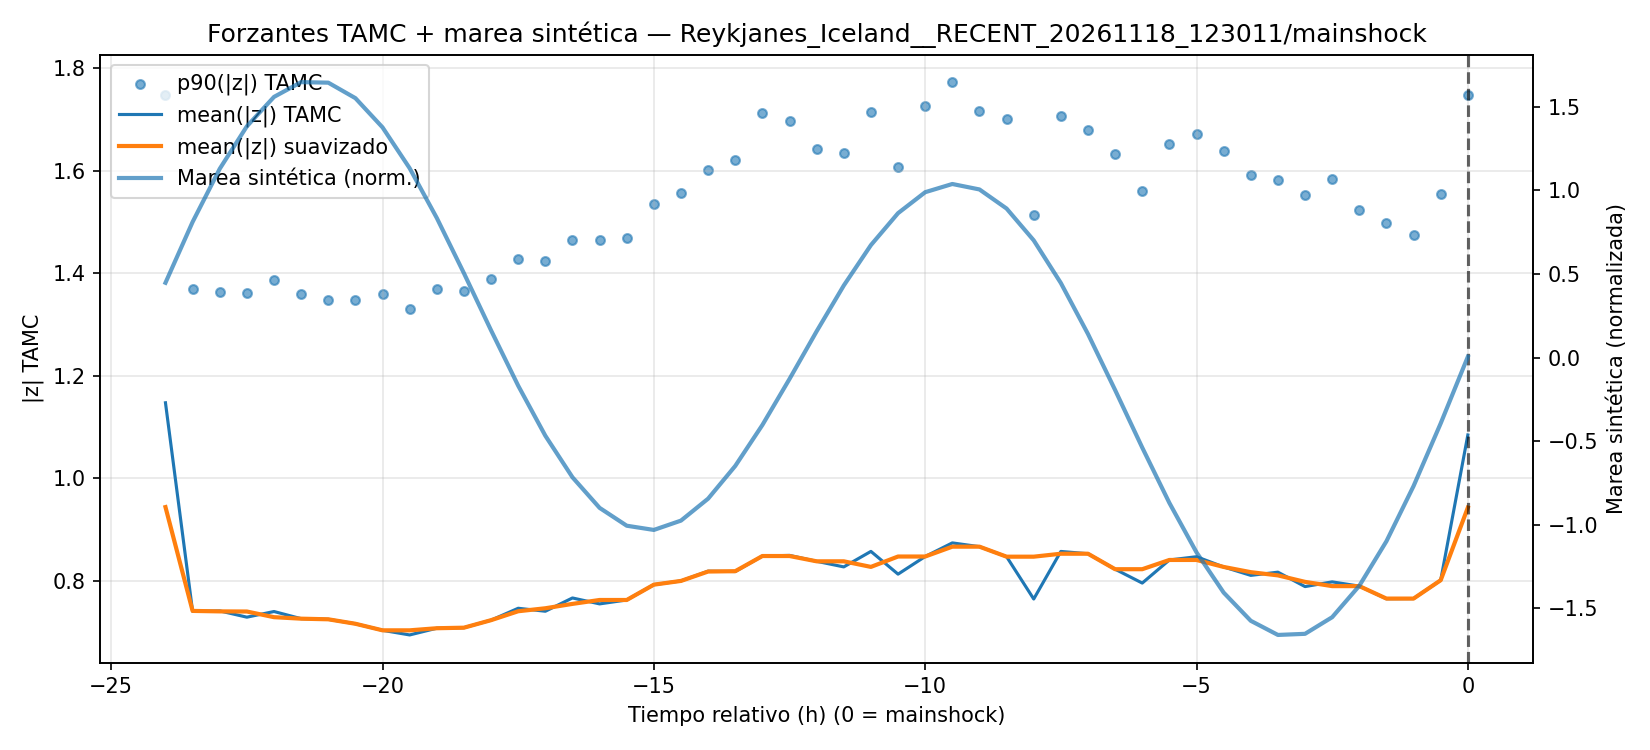 Forzantes TAMC + marea sintética — Reykjanes_Iceland__RECENT_20261118_123011/mainshock
p90(|z|) TAMC
mean(|z|) TAMC
mean(|z|) suavizado
Marea sintética (norm.)
|z| TAMC
1.8
1.6
1.4
1.2
1.0
0.8
Marea sintética (normalizada)
1.5
1.0
0.5
0.0
−0.5
−1.0
−1.5
−25
−20
−15
−10
−5
0
Tiempo relativo (h) (0 = mainshock)